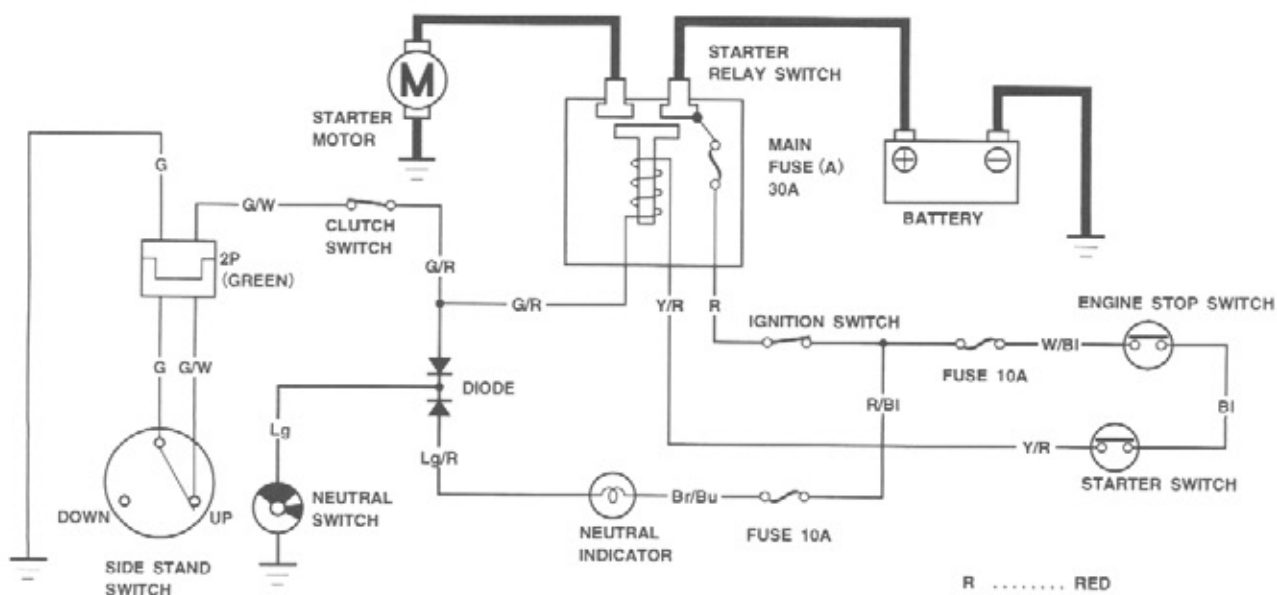 M
STARTER
MOTOR
STARTER
RELAY SWITCH
MAIN
FUSE (A)
30A
BATTERY
G
G/W
CLUTCH
SWITCH
2P
(GREEN)
G/R
G/R
Y/R
R
IGNITION SWITCH
ENGINE STOP SWITCH
FUSE 10A
W/Bl
G
G/W
DIODE
R/Bl
Bl
Lg
Lg/R
Y/R
STARTER SWITCH
DOWN
UP
NEUTRAL
SWITCH
Br/Bu
NEUTRAL
INDICATOR
FUSE 10A
SIDE STAND
SWITCH
R ........ RED